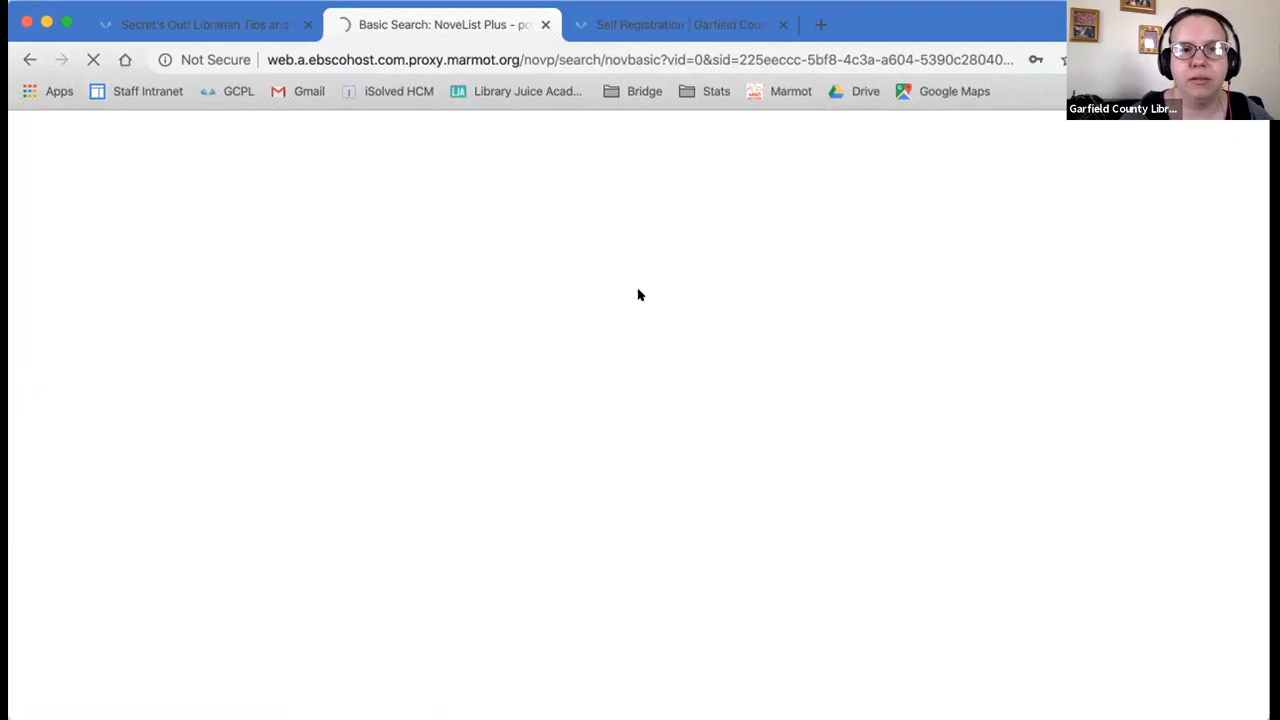 Secret's Out! Librarian Tips and
Basic Search: NoveList Plus - po
Self Registration | Garfield Cou
Not Secure
web.a.ebscohost.com.proxy.marmot.org/novp/search/novbasic?vid=0&sid=225eeccc-5bf8-4c3a-a604-5390c28040...
Apps
Staff Intranet
GCPL
Gmail
iSolved HCM
LJA
Library Juice Acad...
Bridge
Stats
Marmot
Drive
Google Maps
Garfield County Libr...